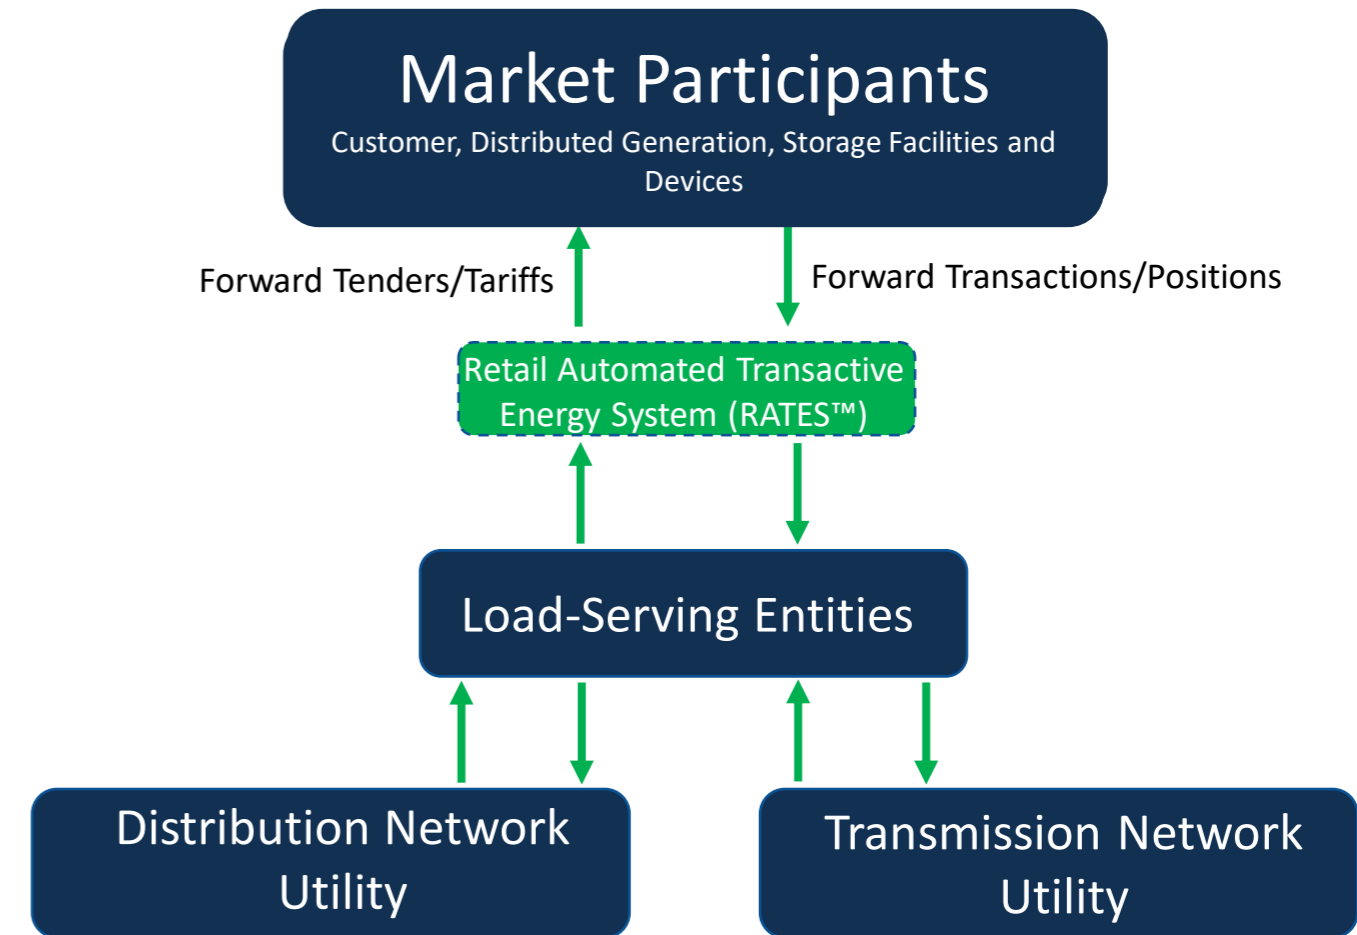 Market Participants
Customer, Distributed Generation, Storage Facilities and
Devices
Forward Tenders/Tariffs
Forward Transactions/Positions
Retail Automated Transactive
Energy System (RATES™)
Load-Serving Entities
Distribution Network
Utility
Transmission Network
Utility